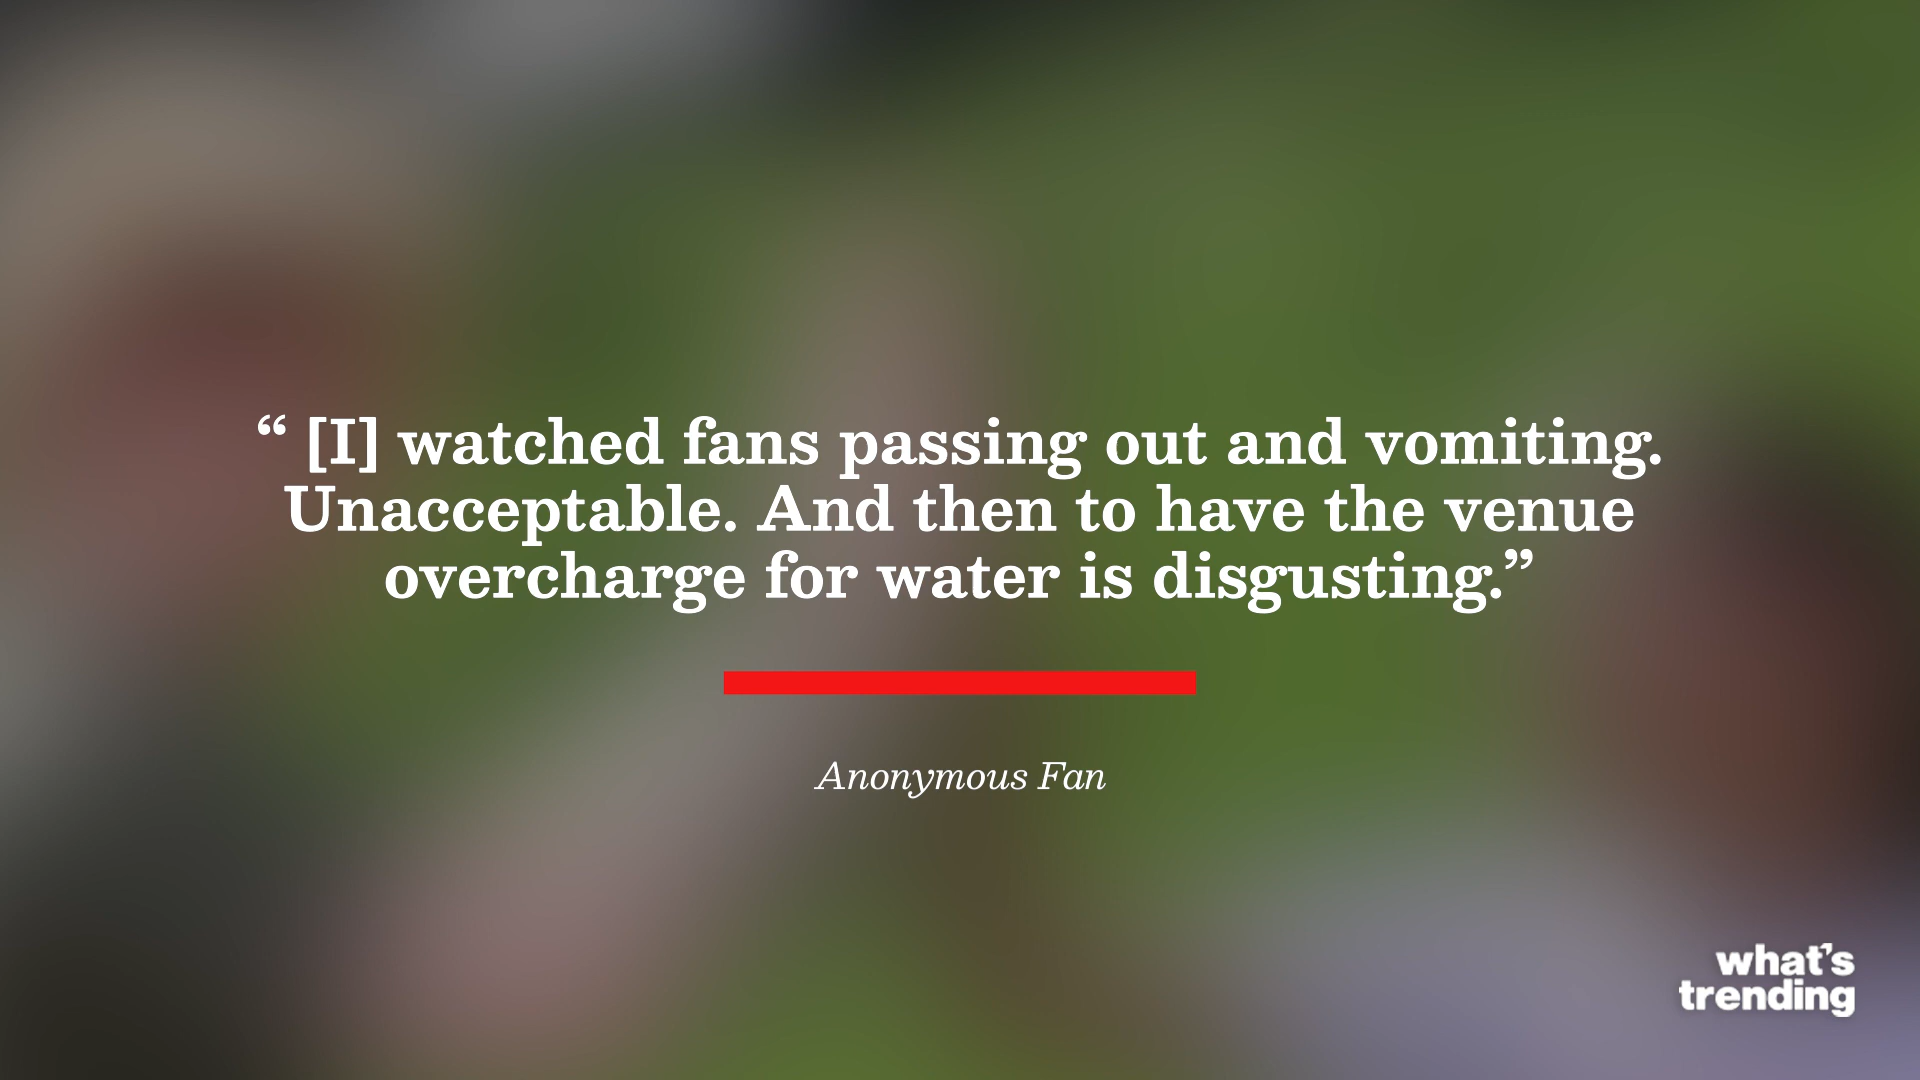 “ [I] watched fans passing out and vomiting.
Unacceptable. And then to have the venue
overcharge for water is disgusting.”
Anonymous Fan
what’s
trending